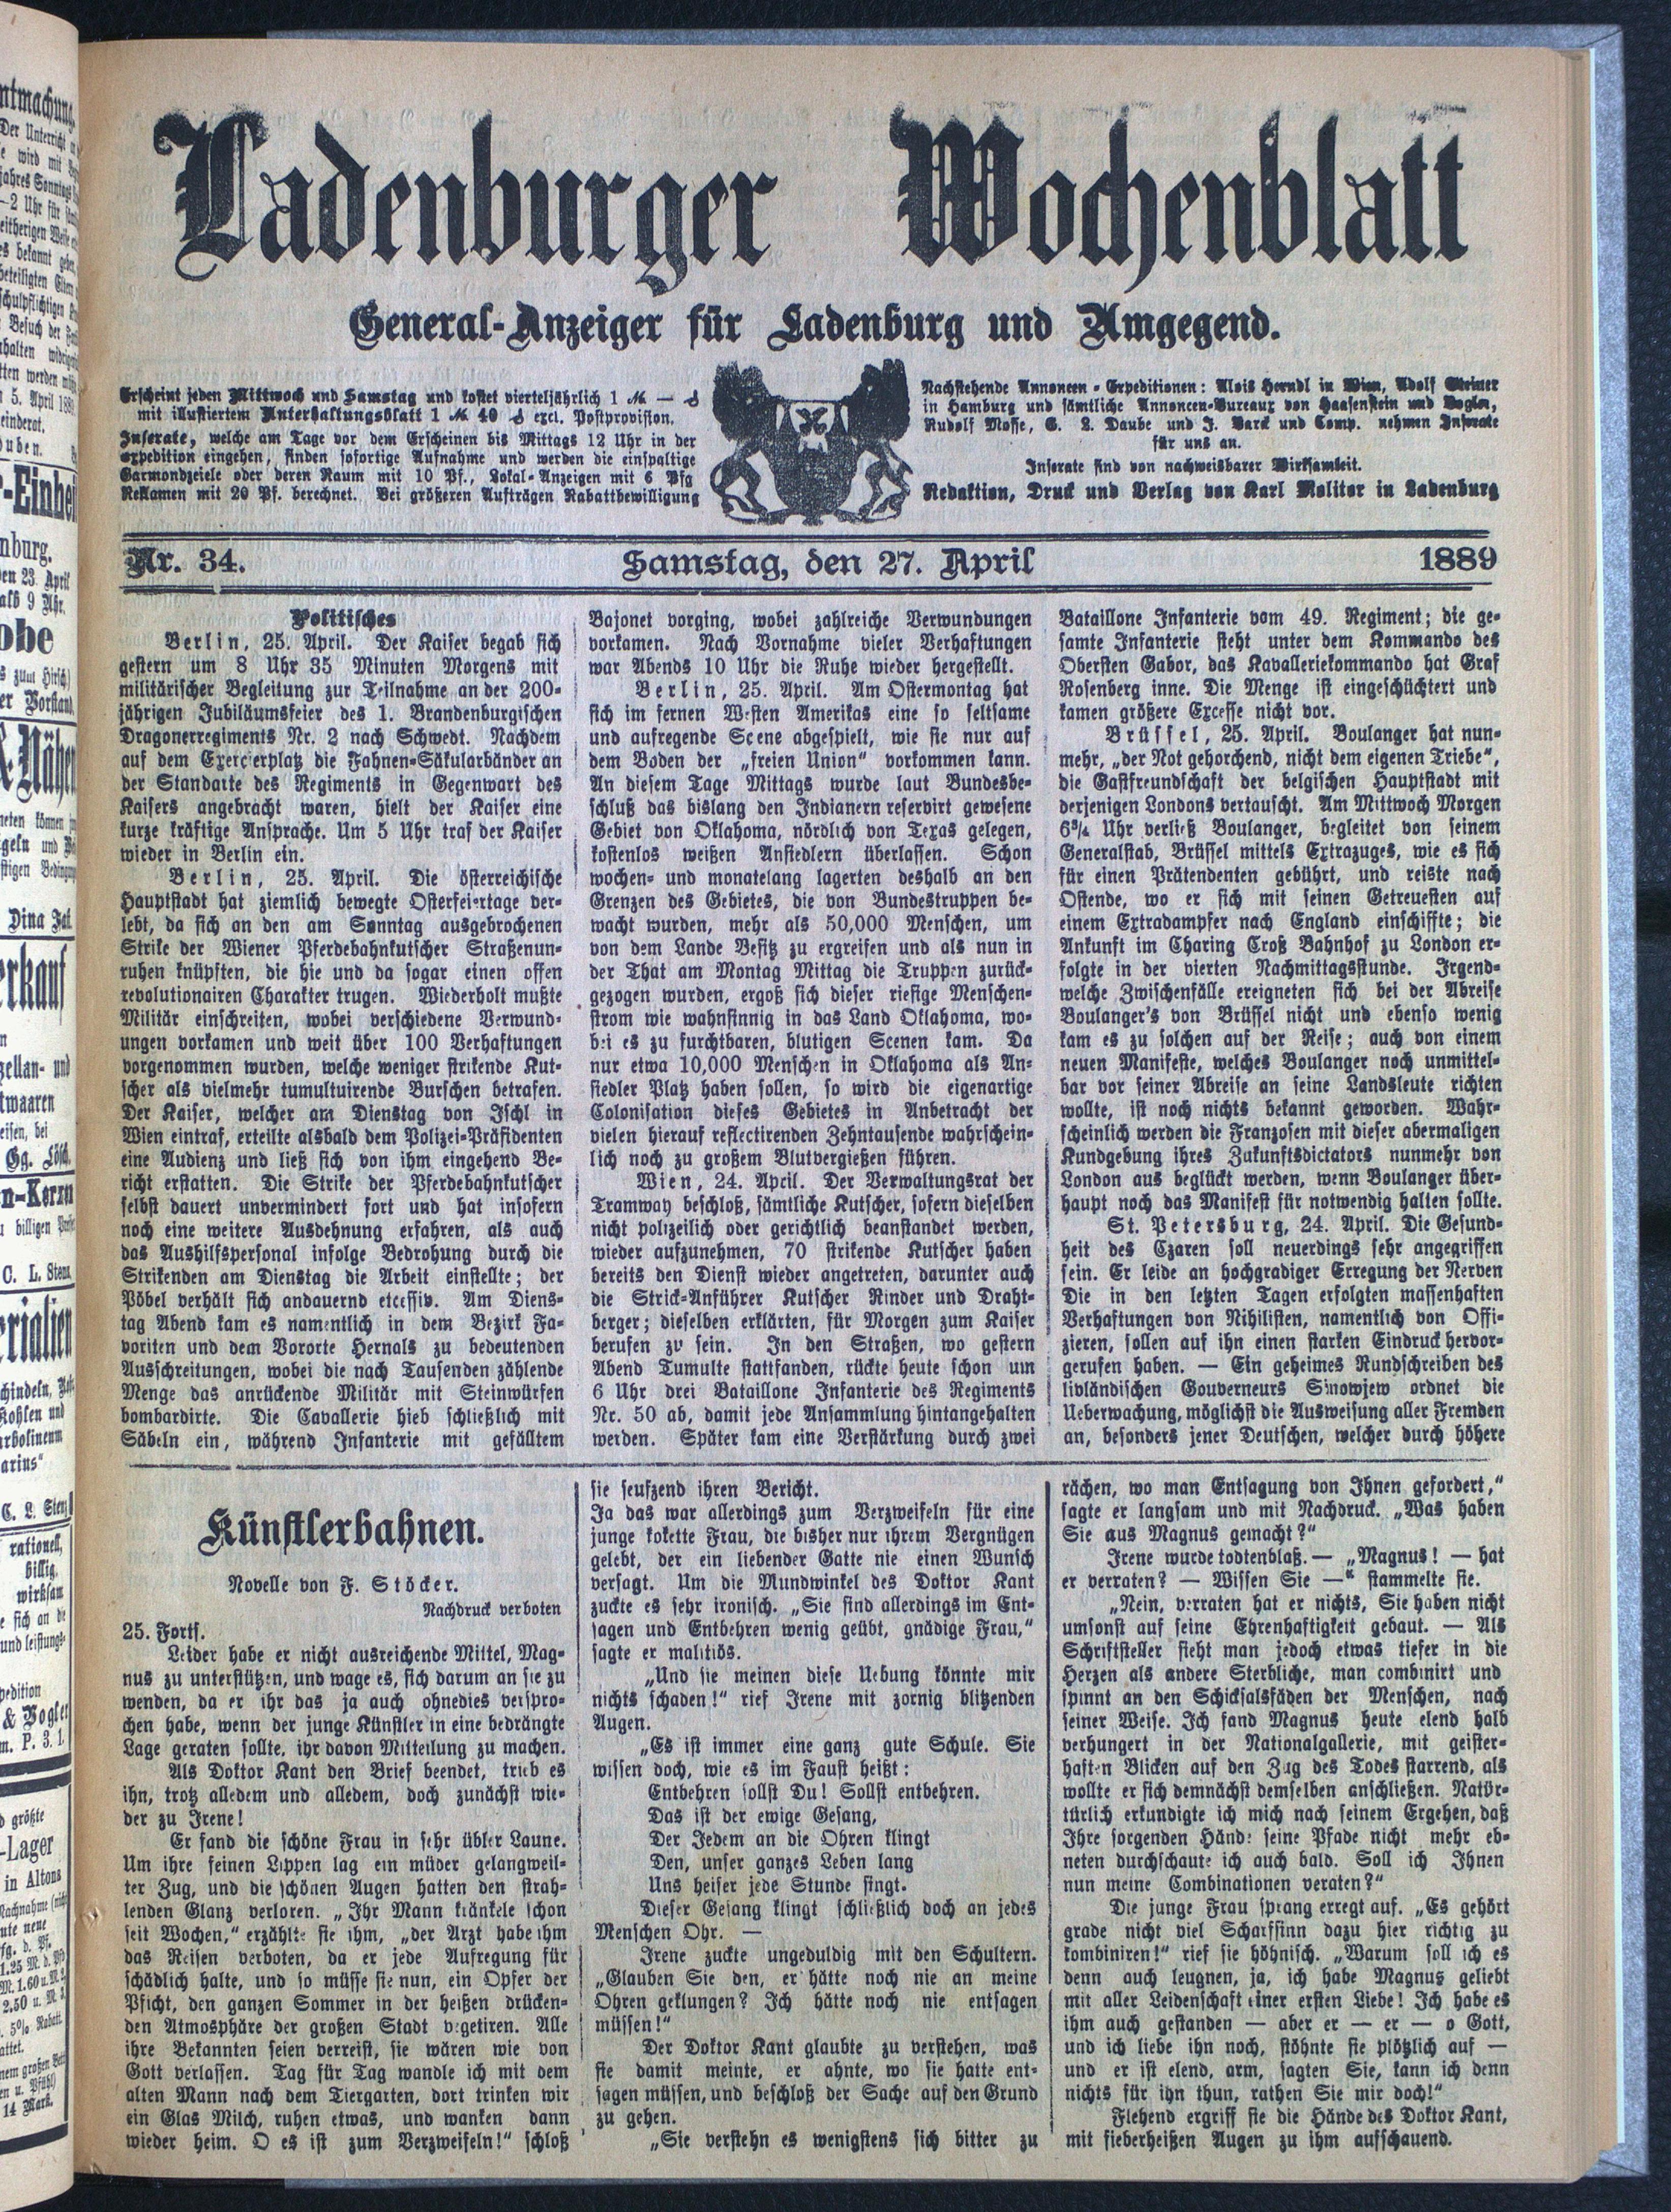 Ladenburger Wochenblatt
General-Anzeiger für Ladenburg und Umgegend.
Erscheint jeden Mittwoch und Samstag und kostet vierteljährlich 1 ℳ — ₰
mit illustriertem Unterhaltungsblatt 1 ℳ 40 ₰ excl. Postprovision.
Inserate, welche am Tage vor dem Erscheinen bis Mittags 12 Uhr in der
expedition eingehen, finden sofortige Aufnahme und werden die einspaltige
Garmondzeiele oder deren Raum mit 10 Pf., Lokal-Anzeigen mit 6 Pfg
Reklamen mit 20 Pf. berechnet. Bei größeren Aufträgen Rabattbewilligung
Nachstehende Annoncen-Expeditionen: Alois Herndl in Wien, Adolf Steiner
in Hamburg und sämtliche Annoncen-Bureaux von Haasenstein und Vogler,
Rudolf Mosse, G. L. Daube und J. Barck und Comp. nehmen Inserate
für uns an.
Inserate sind von nachweisbarer Wirksamkeit.
Redaktion, Druck und Verlag von Karl Molitor in Ladenburg
Nr. 34. Samstag, den 27. April 1889
Politisches
Berlin, 25. April. Der Kaiser begab sich
gestern um 8 Uhr 35 Minuten Morgens mit
militärischer Begleitung zur Teilnahme an der 200-
jährigen Jubiläumsfeier des 1. Brandenburgischen
Dragonerregiments Nr. 2 nach Schwedt. Nachdem
auf dem Exercierplatz die Fahnen-Säkularbänder an
der Standarte des Regiments in Gegenwart des
Kaisers angebracht waren, hielt der Kaiser eine
kurze kräftige Ansprache. Um 5 Uhr traf der Kaiser
wieder in Berlin ein.
Berlin, 25. April. Die österreichische
Hauptstadt hat ziemlich bewegte Osterfeiertage ver-
lebt, da sich an den am Sonntag ausgebrochenen
Strike der Wiener Pferdebahnkutscher Straßenun-
ruhen knüpften, die hie und da sogar einen offen
revolutionairen Charakter trugen. Wiederholt mußte
Militär einschreiten, wobei verschiedene Verwund-
ungen vorkamen und weit über 100 Verhaftungen
vorgenommen wurden, welche weniger strikende Kut-
scher als vielmehr tumultuirende Burschen betrafen.
Der Kaiser, welcher am Dienstag von Ischl in
Wien eintraf, erteilte alsbald dem Polizei-Präsidenten
eine Audienz und ließ sich von ihm eingehend Be-
richt erstatten. Die Strike der Pferdebahnkutscher
selbst dauert unvermindert fort und hat insofern
noch eine weitere Ausdehnung erfahren, als auch
das Aushilfspersonal infolge Bedrohung durch die
Strikenden am Dienstag die Arbeit einstellte; der
Pöbel verhält sich andauernd etcessiv. Am Diens-
tag Abend kam es namentlich in dem Bezirk Fa-
voriten und dem Vororte Hernals zu bedeutenden
Ausschreitungen, wobei die nach Tausenden zählende
Menge das anrückende Militär mit Steinwürfen
bombardirte. Die Cavallerie hieb schließlich mit
Säbeln ein, während Infanterie mit gefälltem
Bajonet vorging, wobei zahlreiche Verwundungen
vorkamen. Nach Vornahme vieler Verhaftungen
war Abends 10 Uhr die Ruhe wieder hergestellt.
Berlin, 25. April. Am Ostermontag hat
sich im fernen Westen Amerikas eine so seltsame
und aufregende Scene abgespielt, wie sie nur auf
dem Boden der „freien Union" vorkommen kann.
An diesem Tage Mittags wurde laut Bundesbe-
schluß das bislang den Indianern reservirt gewesene
Gebiet von Oklahoma, nördlich von Texas gelegen,
kostenlos weißen Ansiedlern überlassen. Schon
wochen- und monatelang lagerten deshalb an den
Grenzen des Gebietes, die von Bundestruppen be-
wacht wurden, mehr als 50,000 Menschen, um
von dem Lande Besitz zu ergreifen und als nun in
der That am Montag Mittag die Truppen zurück-
gezogen wurden, ergoß sich dieser riesige Menschen-
strom wie wahnsinnig in das Land Oklahoma, wo-
bei es zu furchtbaren, blutigen Scenen kam. Da
nur etwa 10,000 Menschen in Oklahoma als An-
siedler Platz haben sollen, so wird die eigenartige
Colonisation dieses Gebietes in Anbetracht der
vielen hierauf reflectirenden Zehntausende wahrschein-
lich noch zu großem Blutvergießen führen.
Wien, 24. April. Der Verwaltungsrat der
Tramway beschloß, sämtliche Kutscher, sofern dieselben
nicht polizeilich oder gerichtlich beanstandet werden,
wieder aufzunehmen, 70 strikende Kutscher haben
bereits den Dienst wieder angetreten, darunter auch
die Strick-Anführer Kutscher Rinder und Draht-
berger; dieselben erklärten, für Morgen zum Kaiser
berufen zu sein. In den Straßen, wo gestern
Abend Tumulte stattfanden, rückte heute schon um
6 Uhr drei Bataillone Infanterie des Regiments
Nr. 50 ab, damit jede Ansammlung hintangehalten
werden. Später kam eine Verstärkung durch zwei
Bataillone Infanterie vom 49. Regiment; die ge-
samte Infanterie steht unter dem Kommando des
Obersten Gabor, das Kavalleriekommando hat Graf
Rosenberg inne. Die Menge ist eingeschüchtert und
kamen größere Excesse nicht vor.
Brüssel, 25. April. Boulanger hat nun-
mehr, „der Not gehorchend, nicht dem eigenen Triebe",
die Gastfreundschaft der belgischen Hauptstadt mit
derjenigen Londons vertauscht. Am Mittwoch Morgen
6¾ Uhr verließ Boulanger, begleitet von seinem
Generalstab, Brüssel mittels Extrazuges, wie es sich
für einen Prätendenten gebührt, und reiste nach
Ostende, wo er sich mit seinen Getreuesten auf
einem Extradampfer nach England einschiffte; die
Ankunft im Charing Croß Bahnhof zu London er-
folgte in der vierten Nachmittagsstunde. Irgend-
welche Zwischenfälle ereigneten sich bei der Abreise
Boulanger's von Brüssel nicht und ebenso wenig
kam es zu solchen auf der Reise; auch von einem
neuen Manifeste, welches Boulanger noch unmittel-
bar vor seiner Abreise an seine Landsleute richten
wollte, ist noch nichts bekannt geworden. Wahr-
scheinlich werden die Franzosen mit dieser abermaligen
Kundgebung ihres Zukunftsdictators nunmehr von
London aus beglückt werden, wenn Boulanger über-
haupt noch das Manifest für notwendig halten sollte.
St. Petersburg, 24. April. Die Gesund-
heit des Czaren soll neuerdings sehr angegriffen
sein. Er leide an hochgradiger Erregung der Nerven
Die in den letzten Tagen erfolgten massenhaften
Verhaftungen von Nihilisten, namentlich von Offi-
zieren, sollen auf ihn einen starken Eindruck hervor-
gerufen haben. — Ein geheimes Rundschreiben des
livländischen Gouverneurs Sinowjew ordnet die
Ueberwachung, möglichst die Ausweisung aller Fremden
an, besonders jener Deutschen, welcher durch höhere
Künstlerbahnen.
Novelle von F. Stöcker.
Nachdruck verboten
25. Forts.
Leider habe er nicht ausreichende Mittel, Mag-
nus zu unterstützen, und wage es, sich darum an sie zu
wenden, da er ihr das ja auch ohnedies verspro-
chen habe, wenn der junge Künstler in eine bedrängte
Lage geraten sollte, ihr davon Mitteilung zu machen.
Als Doktor Kant den Brief beendet, trieb es
ihn, trotz alledem und alledem, doch zunächst wie-
der zu Irene!
Er fand die schöne Frau in sehr übler Laune.
Um ihre feinen Lippen lag ein müder gelangweil-
ter Zug, und die schönen Augen hatten den strah-
lenden Glanz verloren. „Ihr Mann kränkele schon
seit Wochen," erzählte sie ihm, „der Arzt habe ihm
das Reisen verboten, da er jede Aufregung für
schädlich halte, und so müsse sie nun, ein Opfer der
Pficht, den ganzen Sommer in der heißen drücken-
den Atmosphäre der großen Stadt vegetiren. Alle
ihre Bekannten seien verreist, sie wären wie von
Gott verlassen. Tag für Tag wandle ich mit dem
alten Mann nach dem Tiergarten, dort trinken wir
ein Glas Milch, ruhen etwas, und wanken dann
wieder heim. O es ist zum Verzweifeln!" schloß
sie seufzend ihren Bericht.
Ja das war allerdings zum Verzweifeln für eine
junge kokette Frau, die bisher nur ihrem Vergnügen
gelebt, der ein liebender Gatte nie einen Wunsch
versagt. Um die Mundwinkel des Doktor Kant
zuckte es sehr ironisch. „Sie sind allerdings im Ent-
sagen und Entbehren wenig geübt, gnädige Frau,"
sagte er malitiös.
„Und sie meinen diese Uebung könnte mir
nichts schaden!" rief Irene mit zornig blitzenden
Augen.
„Es ist immer eine ganz gute Schule. Sie
wissen doch, wie es im Faust heißt:
Entbehren sollst Du! Sollst entbehren.
Das ist der ewige Gesang,
Der Jedem an die Ohren klingt
Den, unser ganzes Leben lang
Uns heiser jede Stunde singt.
Dieser Gesang klingt schließlich doch an jedes
Menschen Ohr. —
Irene zuckte ungeduldig mit den Schultern.
„Glauben Sie den, er hätte noch nie an meine
Ohren geklungen? Ich hätte noch nie entsagen
müssen!"
Der Doktor Kant glaubte zu verstehen, was
sie damit meinte, er ahnte, wo sie hatte ent-
sagen müssen, und beschloß der Sache auf den Grund
zu gehen.
„Sie verstehn es wenigstens sich bitter zu
rächen, wo man Entsagung von Ihnen gefordert,"
sagte er langsam und mit Nachdruck. „Was haben
Sie aus Magnus gemacht?"
Irene wurde todtenblaß. — „Magnus! — hat
er verraten? — Wissen Sie —" stammelte sie.
„Nein, verraten hat er nichts, Sie haben nicht
umsonst auf seine Ehrenhaftigkeit gebaut. — Als
Schriftsteller sieht man jedoch etwas tiefer in die
Herzen als andere Sterbliche, man combinirt und
spinnt an den Schicksalsfäden der Menschen, nach
seiner Weise. Ich fand Magnus heute elend halb
verhungert in der Nationalgallerie, mit geister-
haften Blicken auf den Zug des Todes starrend, als
wollte er sich demnächst demselben anschließen. Natür-
türlich erkundigte ich mich nach seinem Ergehen, daß
Ihre sorgenden Hände seine Pfade nicht mehr eb-
neten durchschaute ich auch bald. Soll ich Ihnen
nun meine Combinationen veraten?"
Die junge Frau sprang erregt auf. „Es gehört
grade nicht viel Scharfsinn dazu hier richtig zu
kombiniren!" rief sie höhnisch. „Warum soll ich es
denn auch leugnen, ja, ich habe Magnus geliebt
mit aller Leidenschaft einer ersten Liebe! Ich habe es
ihm auch gestanden — aber er — er — o Gott,
und ich liebe ihn noch, stöhnte sie plötzlich auf —
und er ist elend, arm, sagten Sie, kann ich denn
nichts für ihn thun, rathen Sie mir doch!"
Flehend ergriff sie die Hände des Doktor Kant,
mit fieberheißen Augen zu ihm aufschauend.